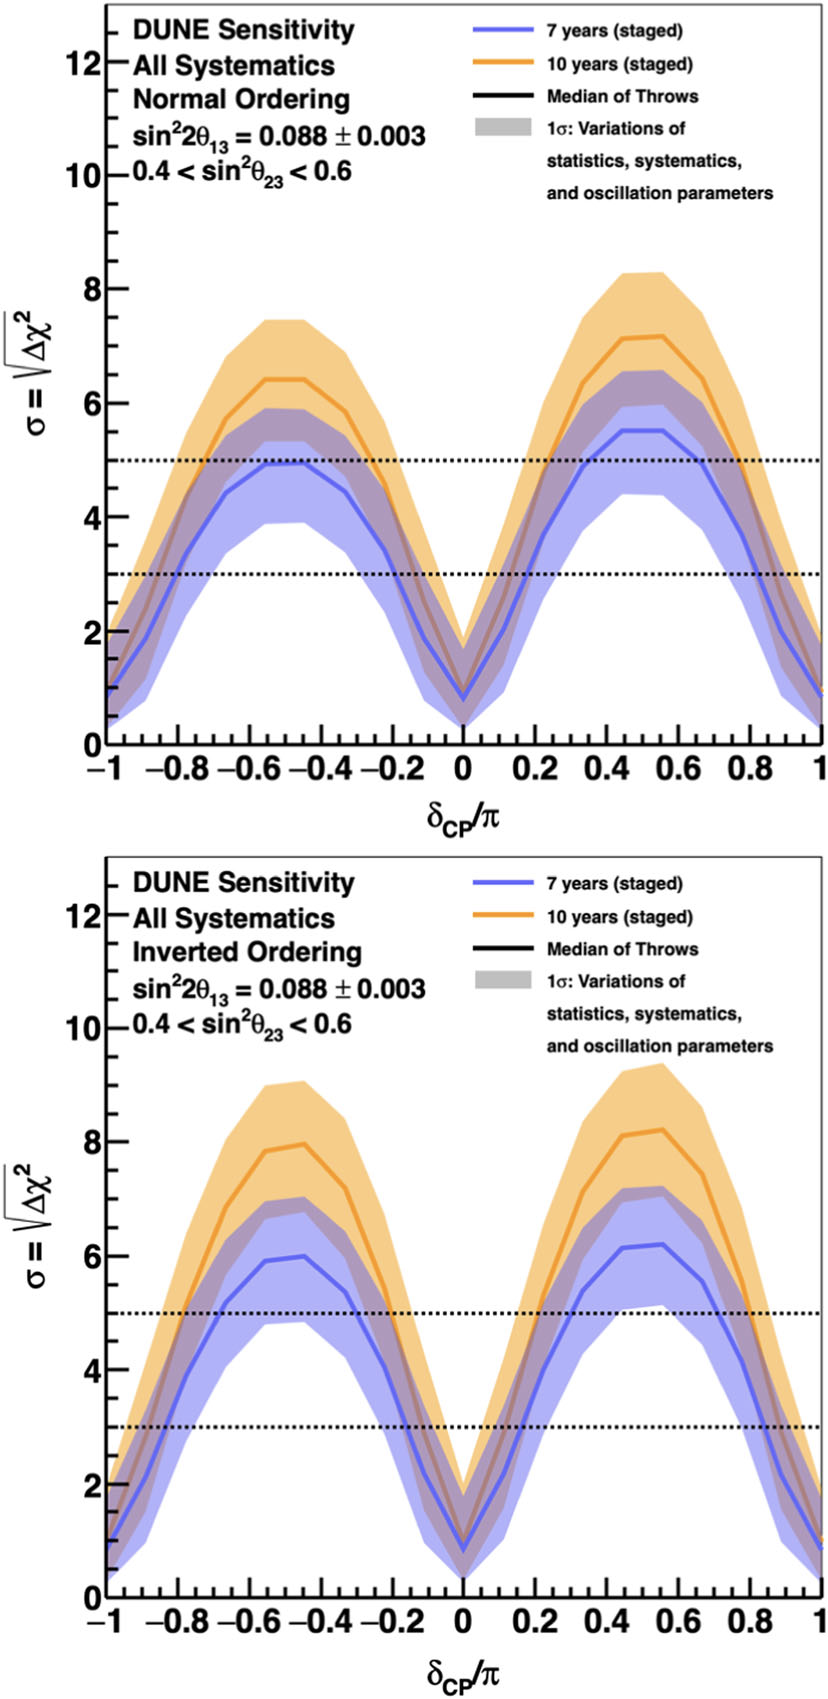 DUNE Sensitivity
All Systematics
Normal Ordering
sin²2θ₁₃ = 0.088 ± 0.003
0.4 < sin²θ₂₃ < 0.6
7 years (staged)
10 years (staged)
Median of Throws
1σ: Variations of
statistics, systematics,
and oscillation parameters
12
10
8
6
4
2
0
σ = √Δχ²
−1 −0.8 −0.6 −0.4 −0.2 0 0.2 0.4 0.6 0.8 1
δCP/π
DUNE Sensitivity
All Systematics
Inverted Ordering
sin²2θ₁₃ = 0.088 ± 0.003
0.4 < sin²θ₂₃ < 0.6
7 years (staged)
10 years (staged)
Median of Throws
1σ: Variations of
statistics, systematics,
and oscillation parameters
12
10
8
6
4
2
0
σ = √Δχ²
−1 −0.8 −0.6 −0.4 −0.2 0 0.2 0.4 0.6 0.8 1
δCP/π